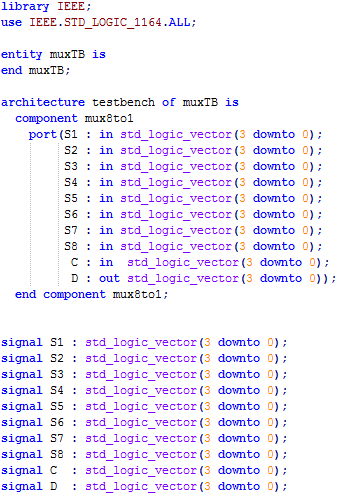 library IEEE;
use IEEE.STD_LOGIC_1164.ALL;

entity muxTB is
end muxTB;

architecture testbench of muxTB is
  component mux8to1
    port(S1 : in std_logic_vector(3 downto 0);
         S2 : in std_logic_vector(3 downto 0);
         S3 : in std_logic_vector(3 downto 0);
         S4 : in std_logic_vector(3 downto 0);
         S5 : in std_logic_vector(3 downto 0);
         S6 : in std_logic_vector(3 downto 0);
         S7 : in std_logic_vector(3 downto 0);
         S8 : in std_logic_vector(3 downto 0);
          C : in  std_logic_vector(3 downto 0);
          D : out std_logic_vector(3 downto 0));
  end component mux8to1;


signal S1 : std_logic_vector(3 downto 0);
signal S2 : std_logic_vector(3 downto 0);
signal S3 : std_logic_vector(3 downto 0);
signal S4 : std_logic_vector(3 downto 0);
signal S5 : std_logic_vector(3 downto 0);
signal S6 : std_logic_vector(3 downto 0);
signal S7 : std_logic_vector(3 downto 0);
signal S8 : std_logic_vector(3 downto 0);
signal C  : std_logic_vector(3 downto 0);
signal D  : std_logic_vector(3 downto 0);